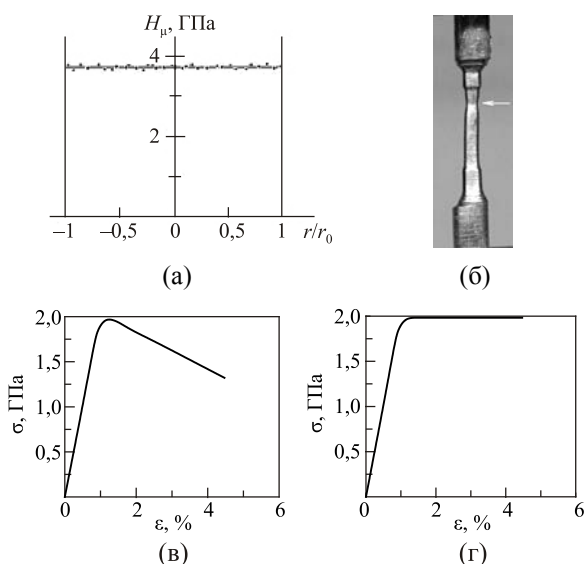 H_μ, ГПа
4
2
–1
–0,5
0
0,5
1
r/r_0
(а)
(б)
2,0
1,5
1,0
0,5
σ, ГПа
0
2
4
6
ε, %
(в)
2,0
1,5
1,0
0,5
σ, ГПа
0
2
4
6
ε, %
(г)